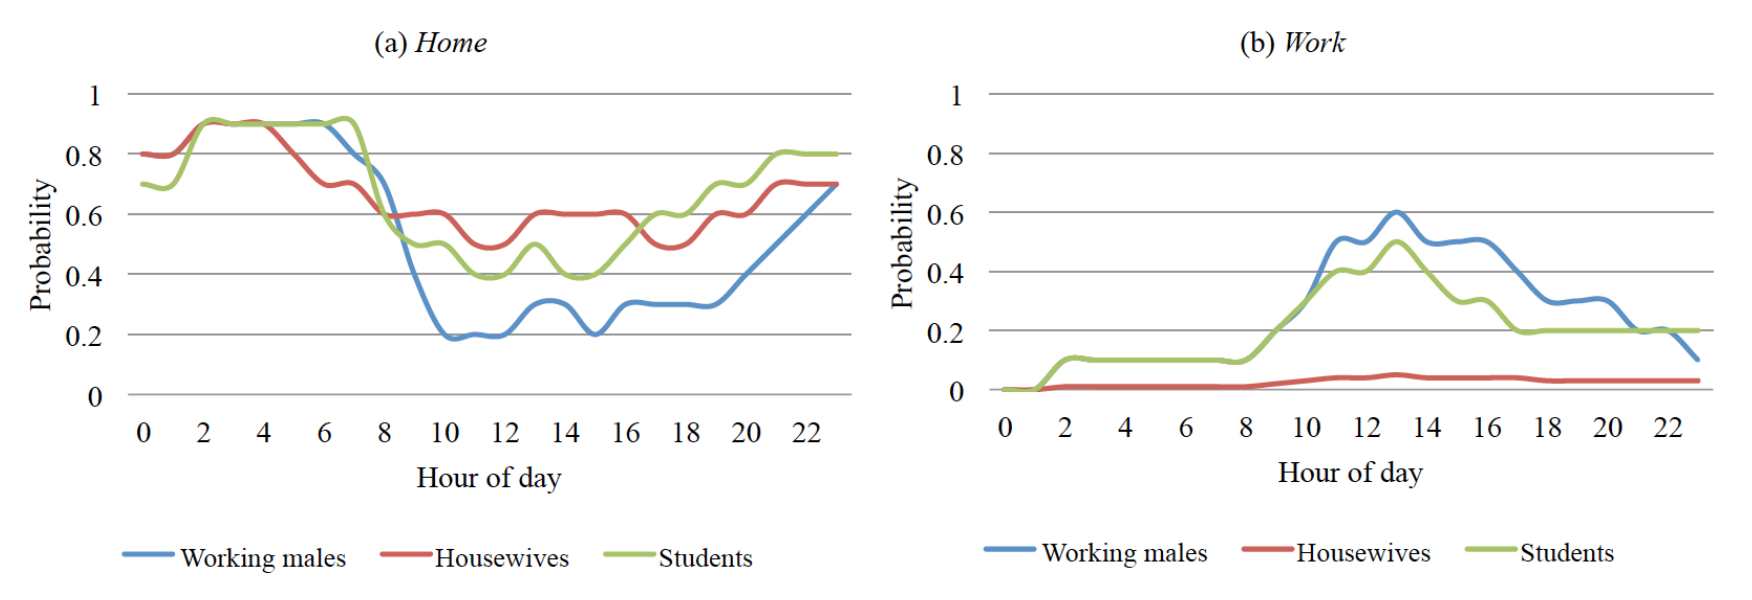 (a) Home
1
0.8
0.6
0.4
0.2
0
Probability
0 2 4 6 8 10 12 14 16 18 20 22
Hour of day
Working males Housewives Students
(b) Work
1
0.8
0.6
0.4
0.2
0
Probability
0 2 4 6 8 10 12 14 16 18 20 22
Hour of day
Working males Housewives Students